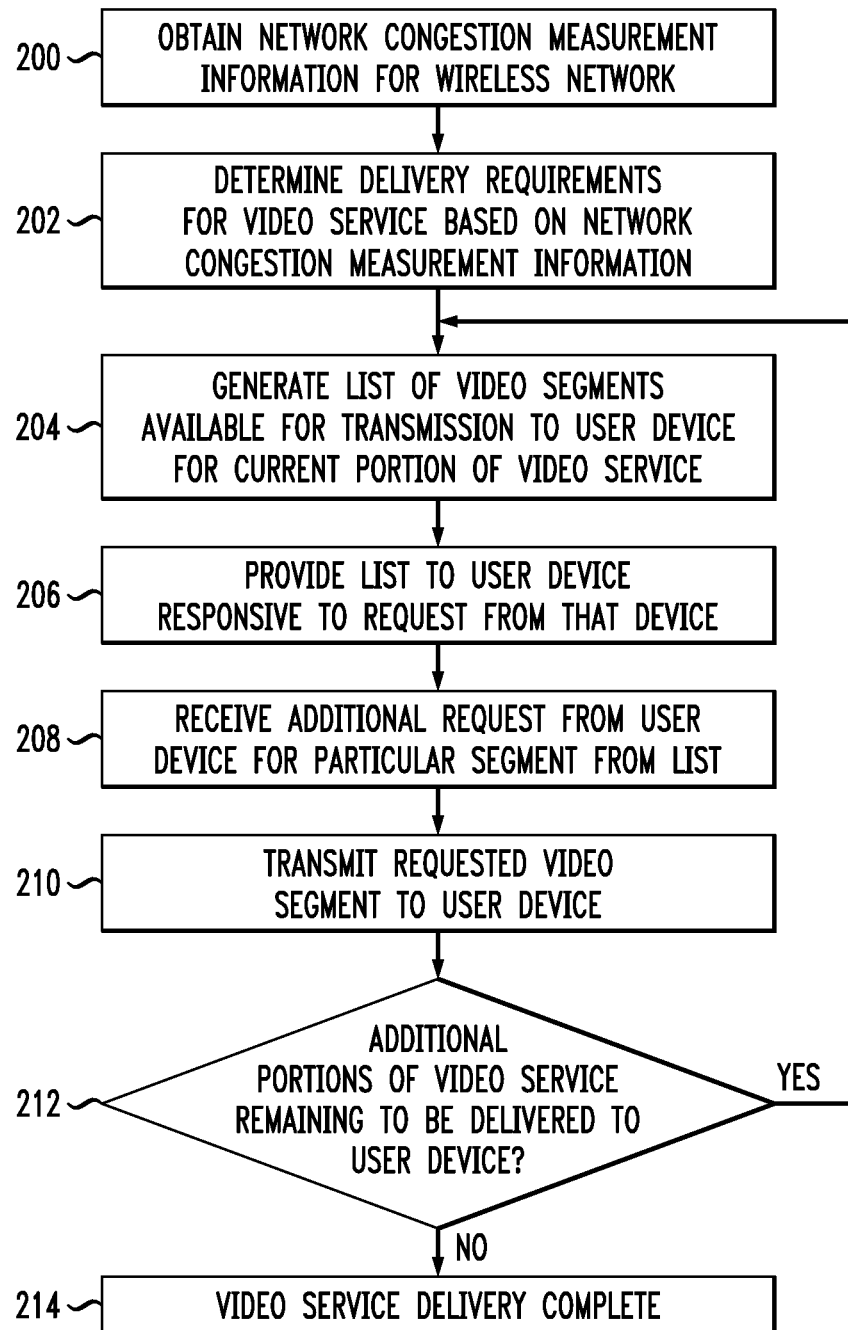 200
OBTAIN NETWORK CONGESTION MEASUREMENT
INFORMATION FOR WIRELESS NETWORK
202
DETERMINE DELIVERY REQUIREMENTS
FOR VIDEO SERVICE BASED ON NETWORK
CONGESTION MEASUREMENT INFORMATION
204
GENERATE LIST OF VIDEO SEGMENTS
AVAILABLE FOR TRANSMISSION TO USER DEVICE
FOR CURRENT PORTION OF VIDEO SERVICE
206
PROVIDE LIST TO USER DEVICE
RESPONSIVE TO REQUEST FROM THAT DEVICE
208
RECEIVE ADDITIONAL REQUEST FROM USER
DEVICE FOR PARTICULAR SEGMENT FROM LIST
210
TRANSMIT REQUESTED VIDEO
SEGMENT TO USER DEVICE
212
ADDITIONAL
PORTIONS OF VIDEO SERVICE
REMAINING TO BE DELIVERED TO
USER DEVICE?
YES
NO
214
VIDEO SERVICE DELIVERY COMPLETE